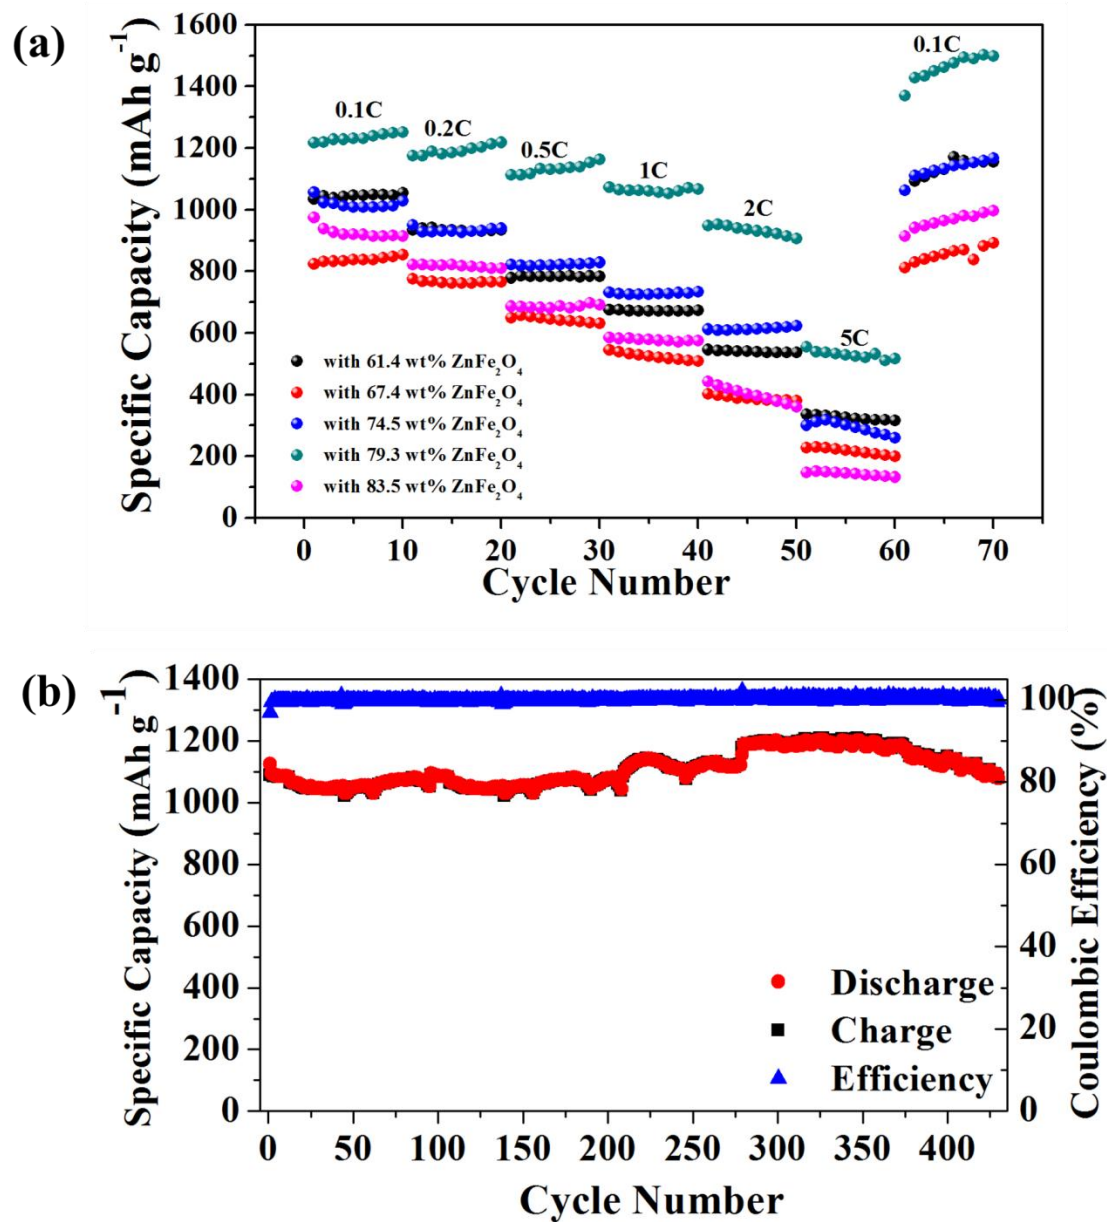 (a)
Specific Capacity (mAh g⁻¹)
1600
1400
1200
1000
800
600
400
200
0
0.1C
0.2C
0.5C
1C
2C
5C
0.1C
with 61.4 wt% ZnFe₂O₄
with 67.4 wt% ZnFe₂O₄
with 74.5 wt% ZnFe₂O₄
with 79.3 wt% ZnFe₂O₄
with 83.5 wt% ZnFe₂O₄
0 10 20 30 40 50 60 70
Cycle Number
(b)
Specific Capacity (mAh g⁻¹)
1400
1200
1000
800
600
400
200
0
Discharge
Charge
Efficiency
100
80
60
40
20
0
Coulombic Efficiency (%)
0 50 100 150 200 250 300 350 400
Cycle Number